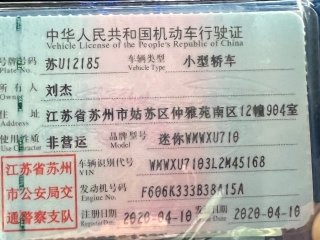 中华人民共和国机动车行驶证
Vehicle License of the People's Republic of China
号牌号码 Plate No. 苏U12185 车辆类型 Vehicle Type 小型轿车
所有人 Owner 刘杰
住址 江苏省苏州市姑苏区仲雅苑南区12幢904室
使用性质 Use Character 非营运 品牌型号 迷你WMWXU710
江苏省苏州市公安局交通警察支队
车辆识别代号 VIN WMWXU7103L2M45168
发动机号码 Engine No. F606K333B38A15A
注册日期 Register Date 2020-04-10 发证日期 2020-04-10